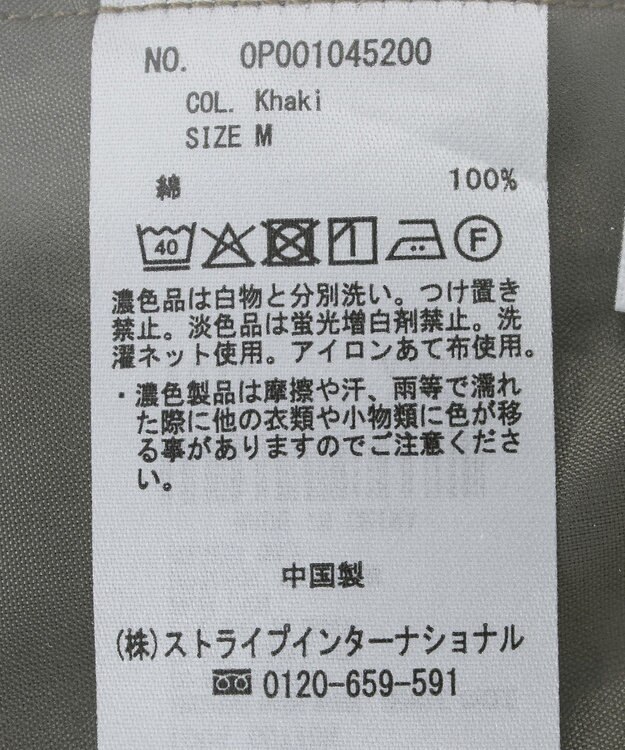 NO. 0P001045200
COL. Khaki
SIZE M
綿 100%
40 F
濃色品は白物と分別洗い。つけ置き
禁止。淡色品は蛍光増白剤禁止。洗
濯ネット使用。アイロンあて布使用。
・濃色製品は摩擦や汗、雨等で濡れ
た際に他の衣類や小物類に色が移
る事がありますのでご注意くださ
い。
中国製
(株)ストライプインターナショナル
0120-659-591